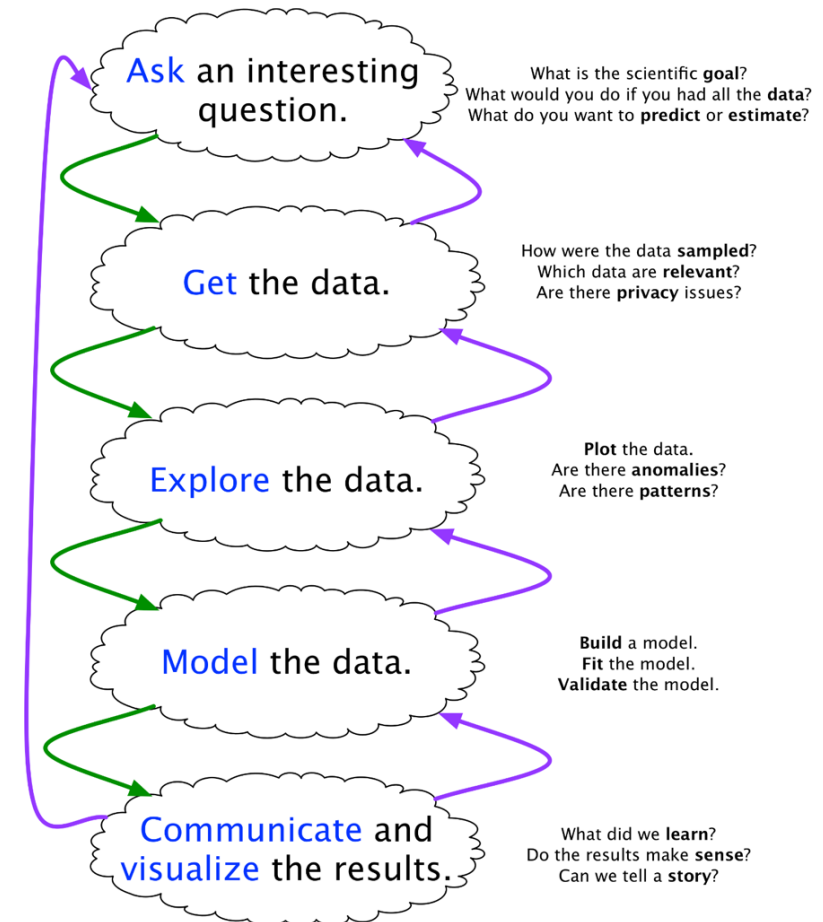 Ask an interesting
question.
What is the scientific goal?
What would you do if you had all the data?
What do you want to predict or estimate?
Get the data.
How were the data sampled?
Which data are relevant?
Are there privacy issues?
Explore the data.
Plot the data.
Are there anomalies?
Are there patterns?
Model the data.
Build a model.
Fit the model.
Validate the model.
Communicate and
visualize the results.
What did we learn?
Do the results make sense?
Can we tell a story?